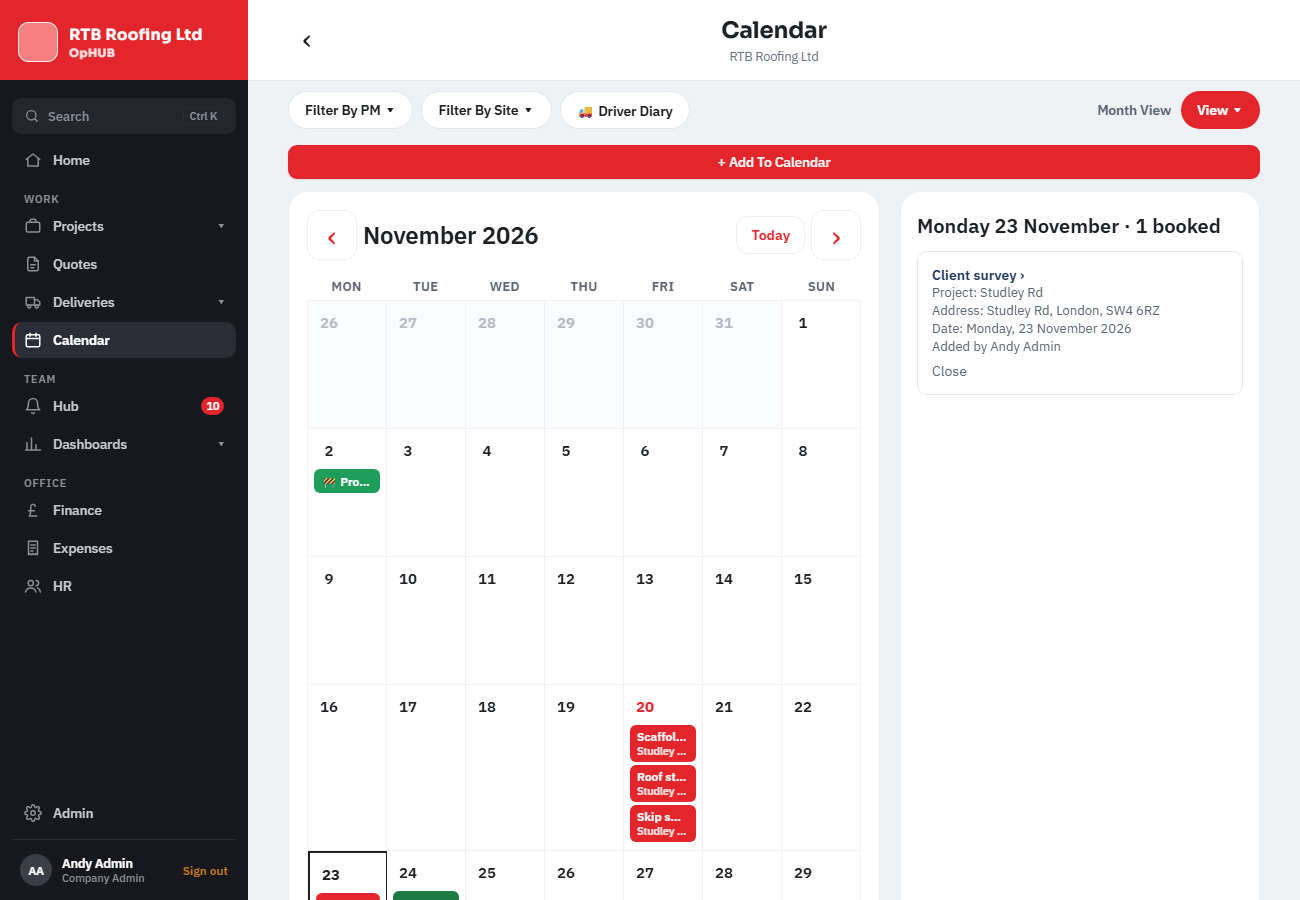 RTB Roofing Ltd
OpHUB
Search Ctrl K
Home
WORK
Projects
Quotes
Deliveries
Calendar
TEAM
Hub 10
Dashboards
OFFICE
Finance
Expenses
HR
Admin
AA Andy Admin
Company Admin
Sign out
Calendar
RTB Roofing Ltd
Filter By PM
Filter By Site
Driver Diary
Month View
View
+ Add To Calendar
November 2026
Today
MON TUE WED THU FRI SAT SUN
26 27 28 29 30 31 1
2 3 4 5 6 7 8
Pro...
9 10 11 12 13 14 15
16 17 18 19 20 21 22
Scaffol...
Studley ...
Roof st...
Studley ...
Skip s...
Studley ...
23 24 25 26 27 28 29
Monday 23 November · 1 booked
Client survey ›
Project: Studley Rd
Address: Studley Rd, London, SW4 6RZ
Date: Monday, 23 November 2026
Added by Andy Admin
Close